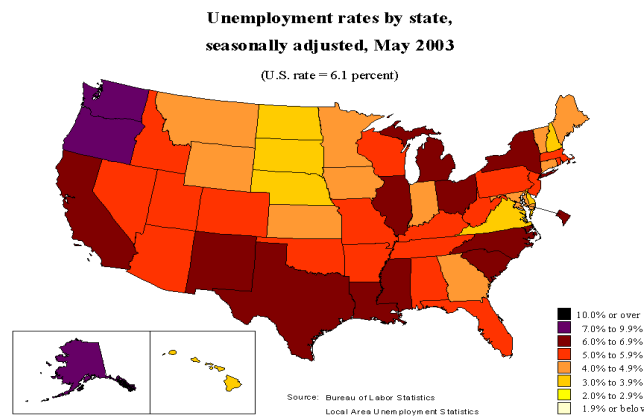 Unemployment rates by state,
seasonally adjusted, May 2003
(U.S. rate = 6.1 percent)
10.0% or over
7.0% to 9.9%
6.0% to 6.9%
5.0% to 5.9%
4.0% to 4.9%
3.0% to 3.9%
2.0% to 2.9%
1.9% or below
Source: Bureau of Labor Statistics
Local Area Unemployment Statistics